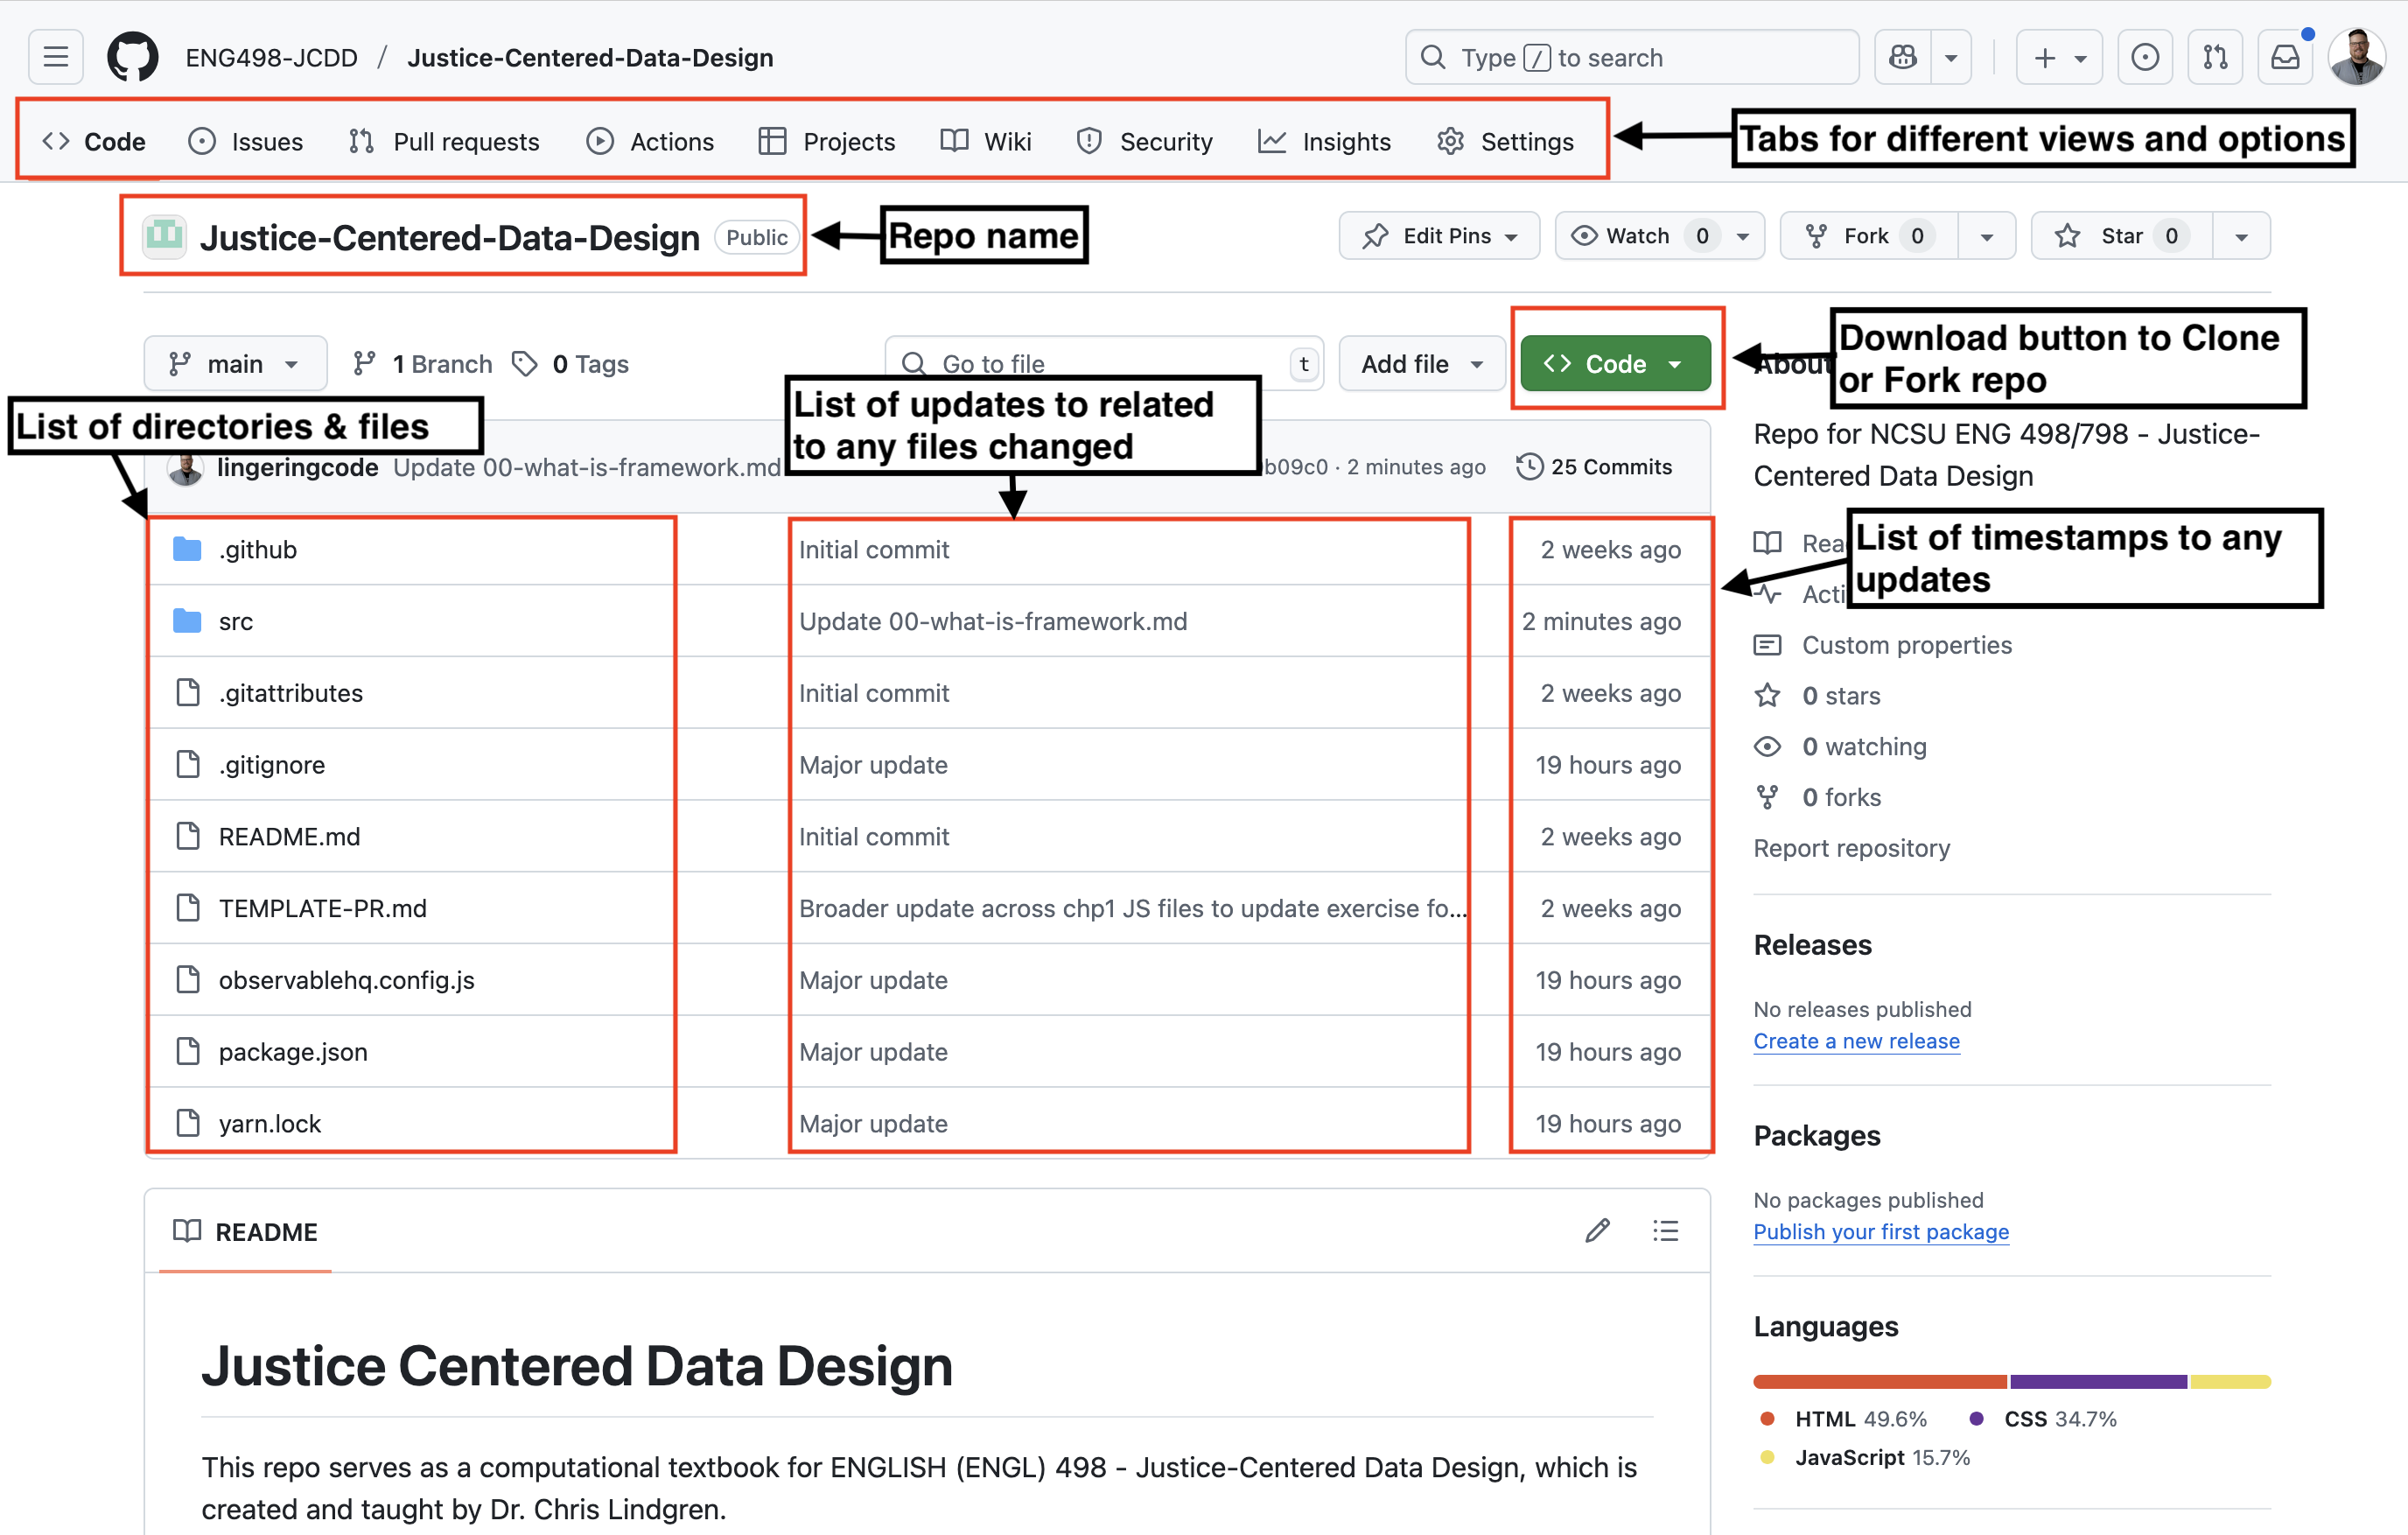 ENG498-JCDD / Justice-Centered-Data-Design
Type / to search
Code Issues Pull requests Actions Projects Wiki Security Insights Settings
Tabs for different views and options
Justice-Centered-Data-Design Public
Repo name
Edit Pins Watch 0 Fork 0 Star 0
main 1 Branch 0 Tags
Go to file t
Add file
Code
Download button to Clone
or Fork repo
About
Repo for NCSU ENG 498/798 - Justice-
Centered Data Design
List of directories & files
List of updates to related
to any files changed
lingeringcode Update 00-what-is-framework.md
b09c0 · 2 minutes ago 25 Commits
List of timestamps to any
updates
.github Initial commit 2 weeks ago
src Update 00-what-is-framework.md 2 minutes ago
.gitattributes Initial commit 2 weeks ago
.gitignore Major update 19 hours ago
README.md Initial commit 2 weeks ago
TEMPLATE-PR.md Broader update across chp1 JS files to update exercise fo... 2 weeks ago
observablehq.config.js Major update 19 hours ago
package.json Major update 19 hours ago
yarn.lock Major update 19 hours ago
Custom properties
0 stars
0 watching
0 forks
Report repository
Releases
No releases published
Create a new release
Packages
No packages published
Publish your first package
Languages
HTML 49.6% CSS 34.7%
JavaScript 15.7%
README
Justice Centered Data Design
This repo serves as a computational textbook for ENGLISH (ENGL) 498 - Justice-Centered Data Design, which is
created and taught by Dr. Chris Lindgren.